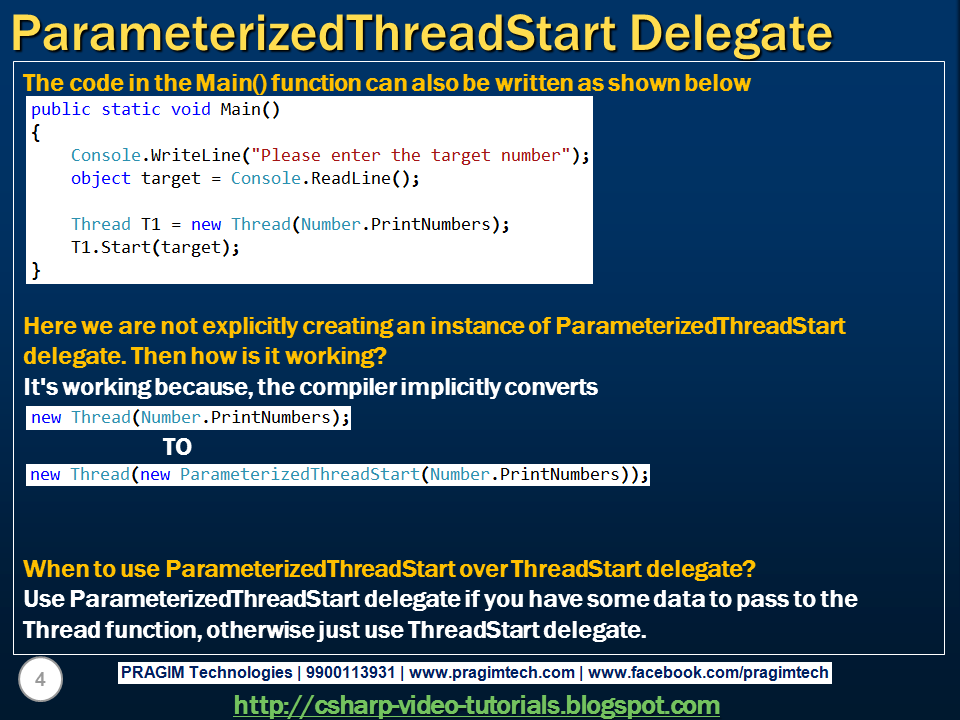 ParameterizedThreadStart Delegate
The code in the Main() function can also be written as shown below
public static void Main()
{
    Console.WriteLine("Please enter the target number");
    object target = Console.ReadLine();
    Thread T1 = new Thread(Number.PrintNumbers);
    T1.Start(target);
}
Here we are not explicitly creating an instance of ParameterizedThreadStart
delegate. Then how is it working?
It's working because, the compiler implicitly converts
new Thread(Number.PrintNumbers);
TO
new Thread(new ParameterizedThreadStart(Number.PrintNumbers));
When to use ParameterizedThreadStart over ThreadStart delegate?
Use ParameterizedThreadStart delegate if you have some data to pass to the
Thread function, otherwise just use ThreadStart delegate.
4
PRAGIM Technologies | 9900113931 | www.pragimtech.com | www.facebook.com/pragimtech
http://csharp-video-tutorials.blogspot.com